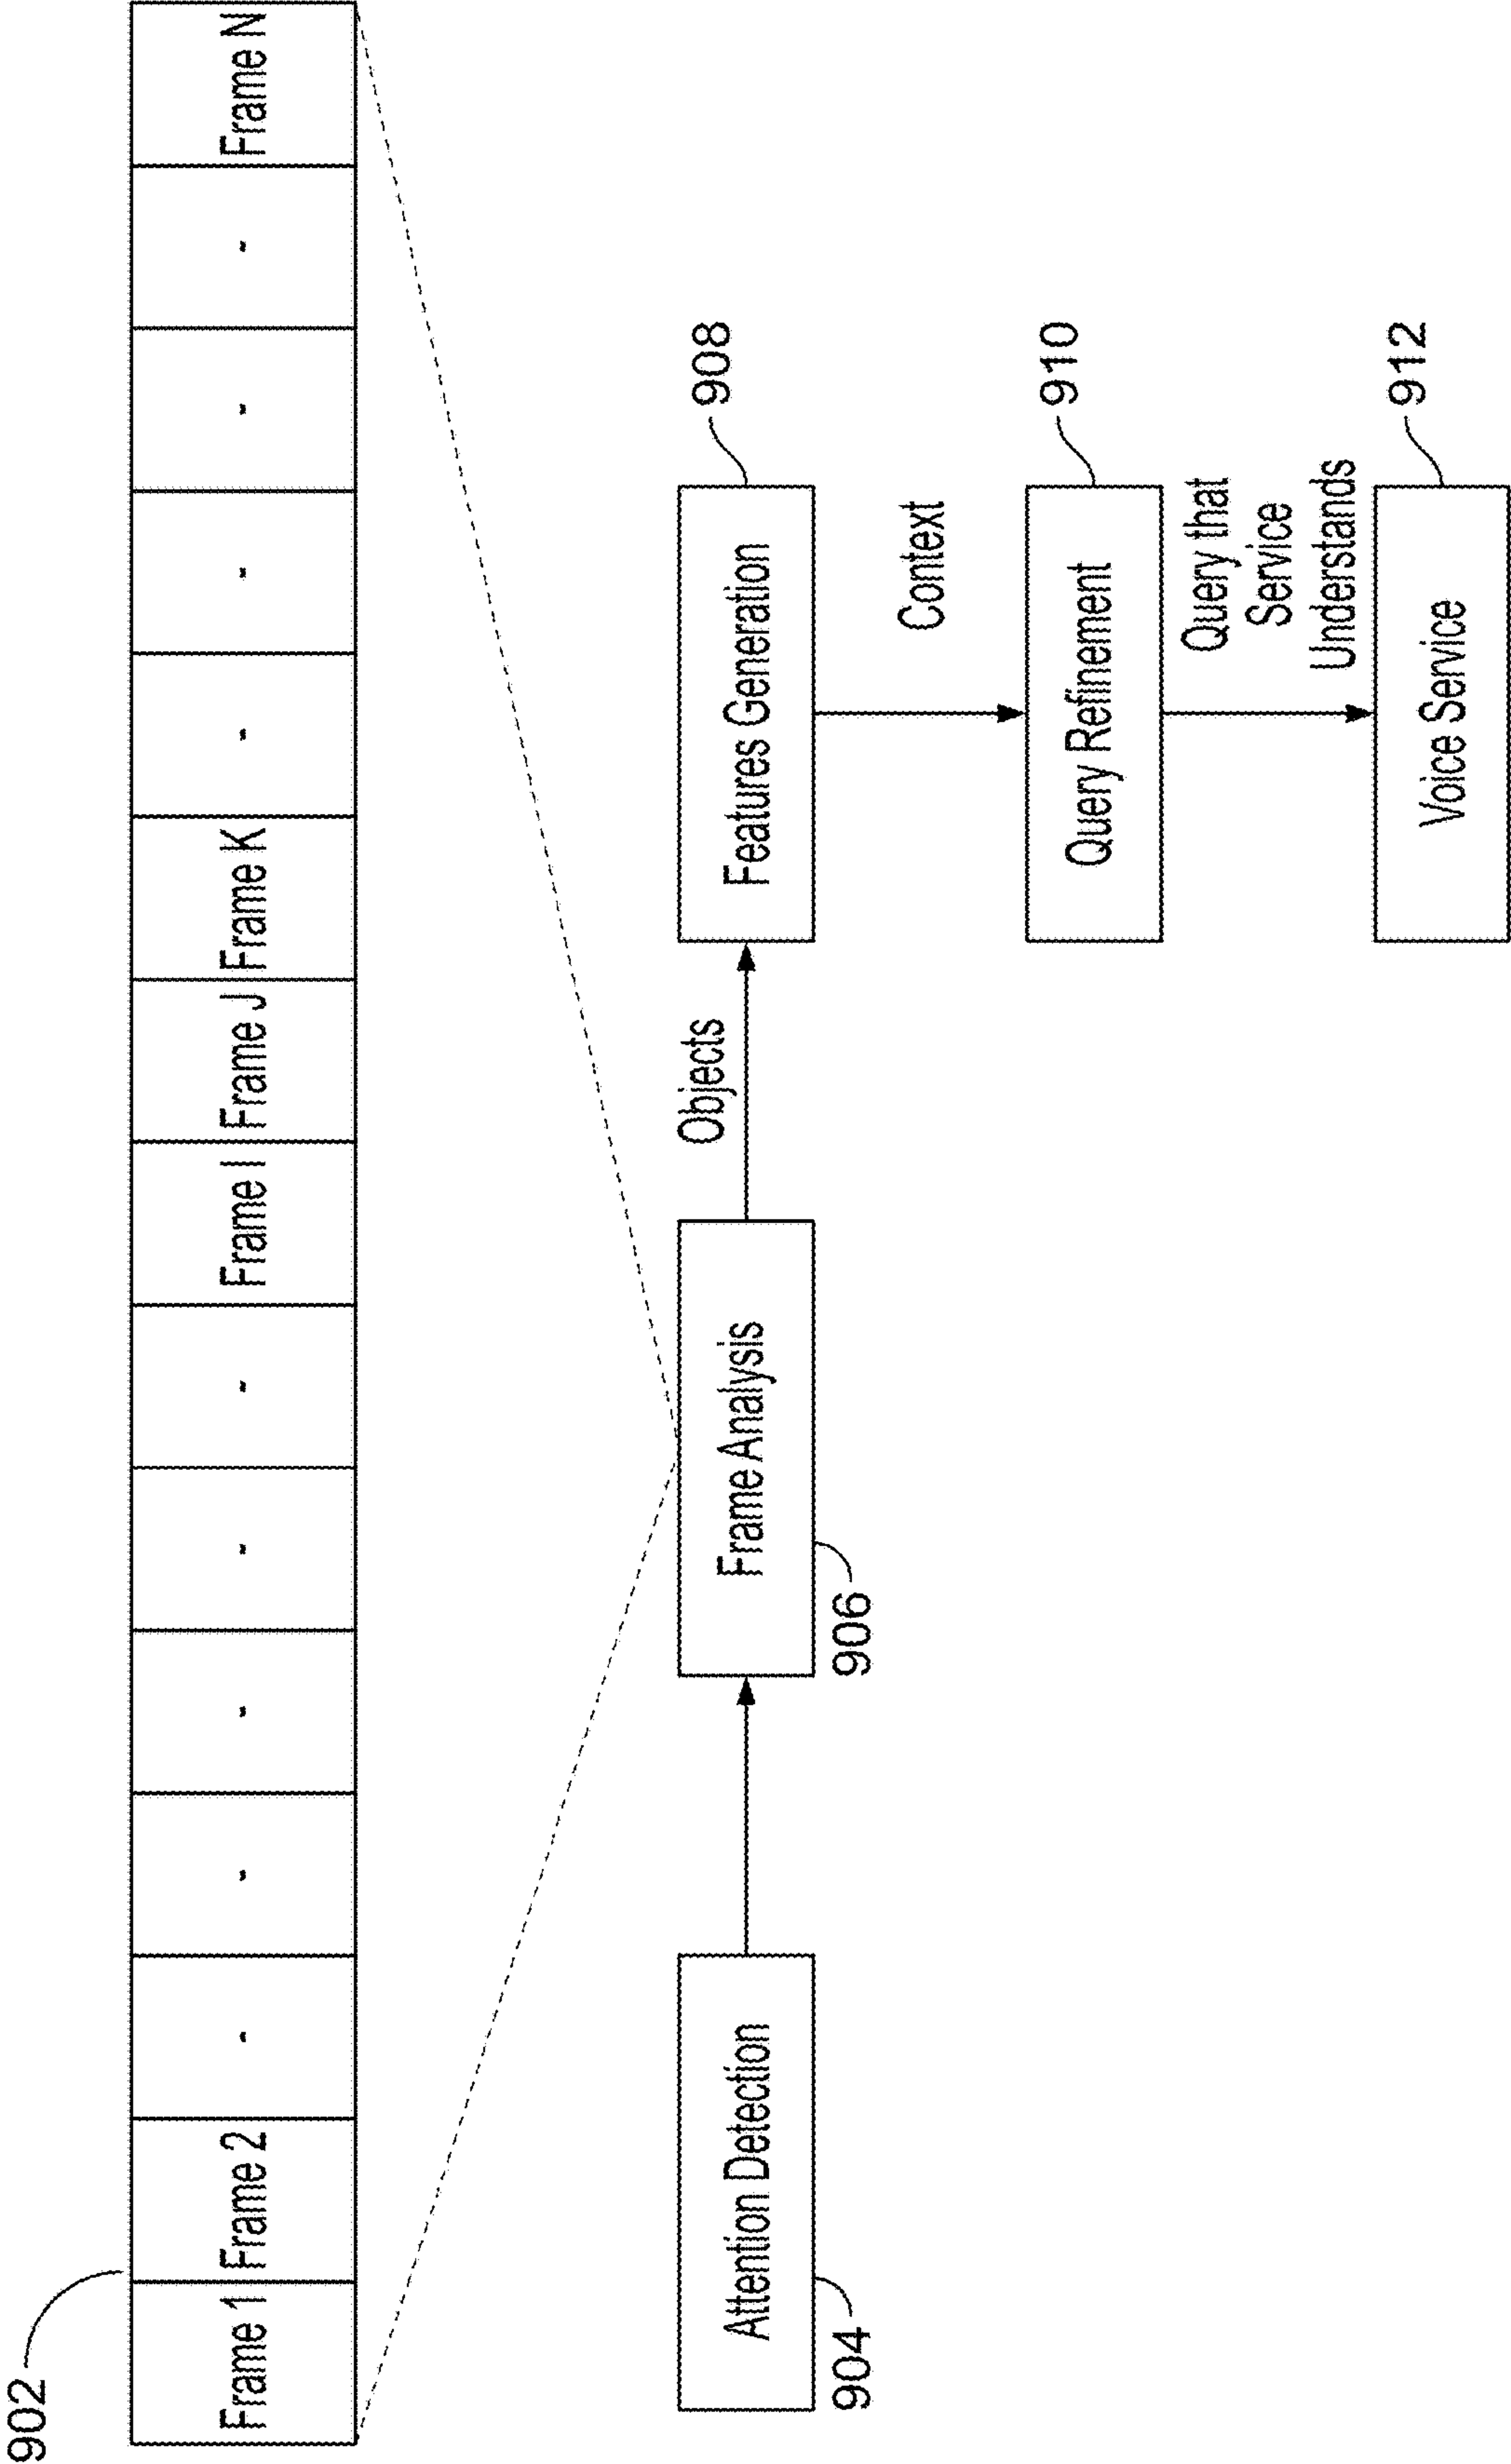 902
Frame 1
Frame 2
-
-
-
-
-
Frame I
Frame J
Frame K
-
-
-
-
Frame N
Attention Detection
904
Frame Analysis
906
Objects
Features Generation
908
Context
Query Refinement
910
Query that
Service
Understands
Voice Service
912